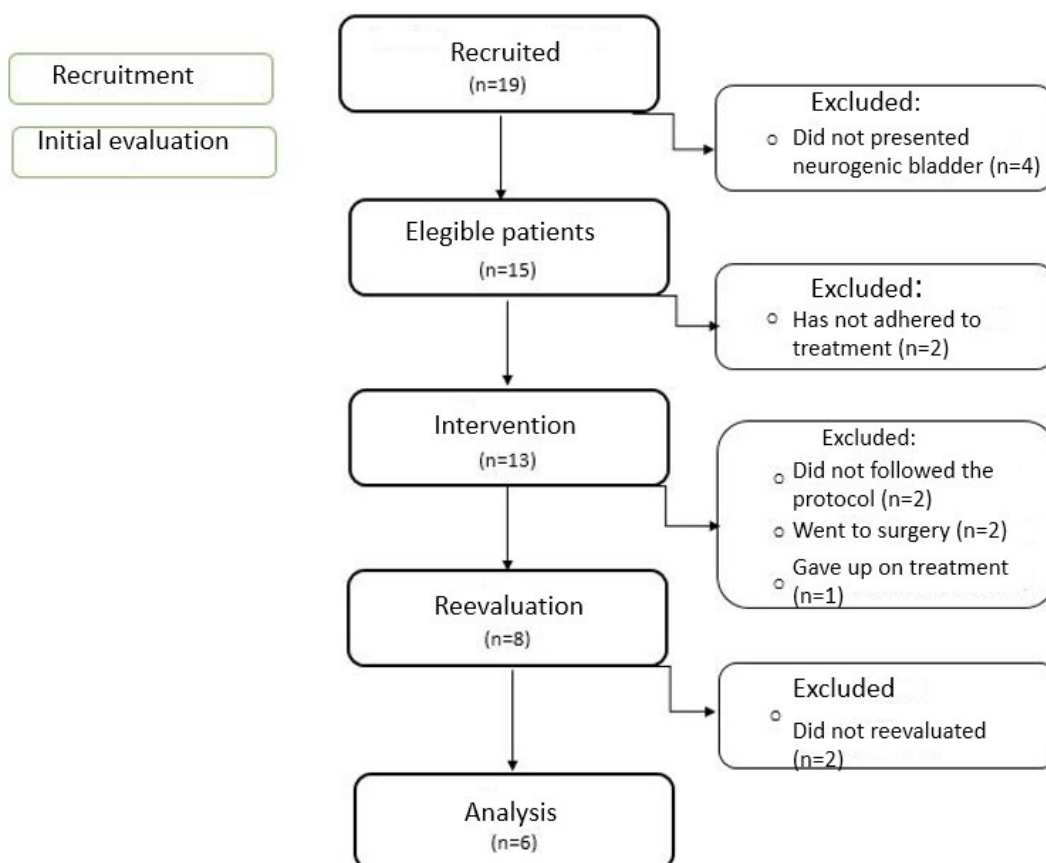 Recruitment
Initial evaluation
Recruited
(n=19)
Excluded:
Did not presented
neurogenic bladder (n=4)
Elegible patients
(n=15)
Excluded:
Has not adhered to
treatment (n=2)
Intervention
(n=13)
Excluded:
Did not followed the
protocol (n=2)
Went to surgery (n=2)
Gave up on treatment
(n=1)
Reevaluation
(n=8)
Excluded
Did not reevaluated
(n=2)
Analysis
(n=6)